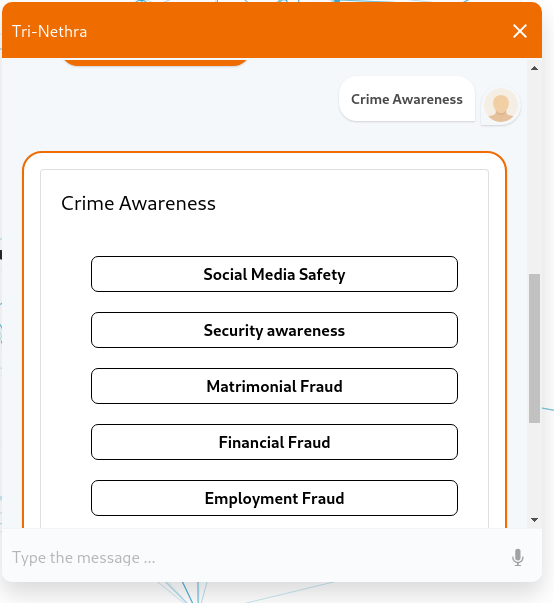 Tri-Nethra
Crime Awareness
Crime Awareness
Social Media Safety
Security awareness
Matrimonial Fraud
Financial Fraud
Employment Fraud
Type the message ...